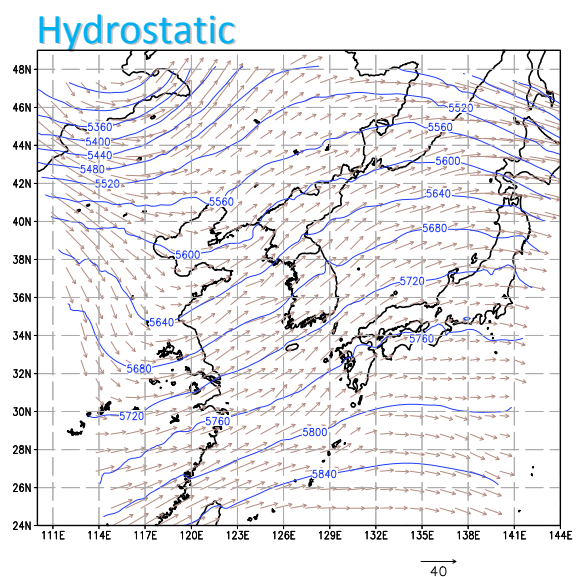 Hydrostatic
48N
46N
5520
5360
5560
5400
44N
5440
5600
5480
42N
5520
5640
5560
40N
5680
5600
38N
5720
36N
5640
34N
5760
5680
32N
30N
5720
5760
5800
28N
5840
26N
24N
111E 114E 117E 120E 123E 126E 129E 132E 135E 138E 141E 144E
40